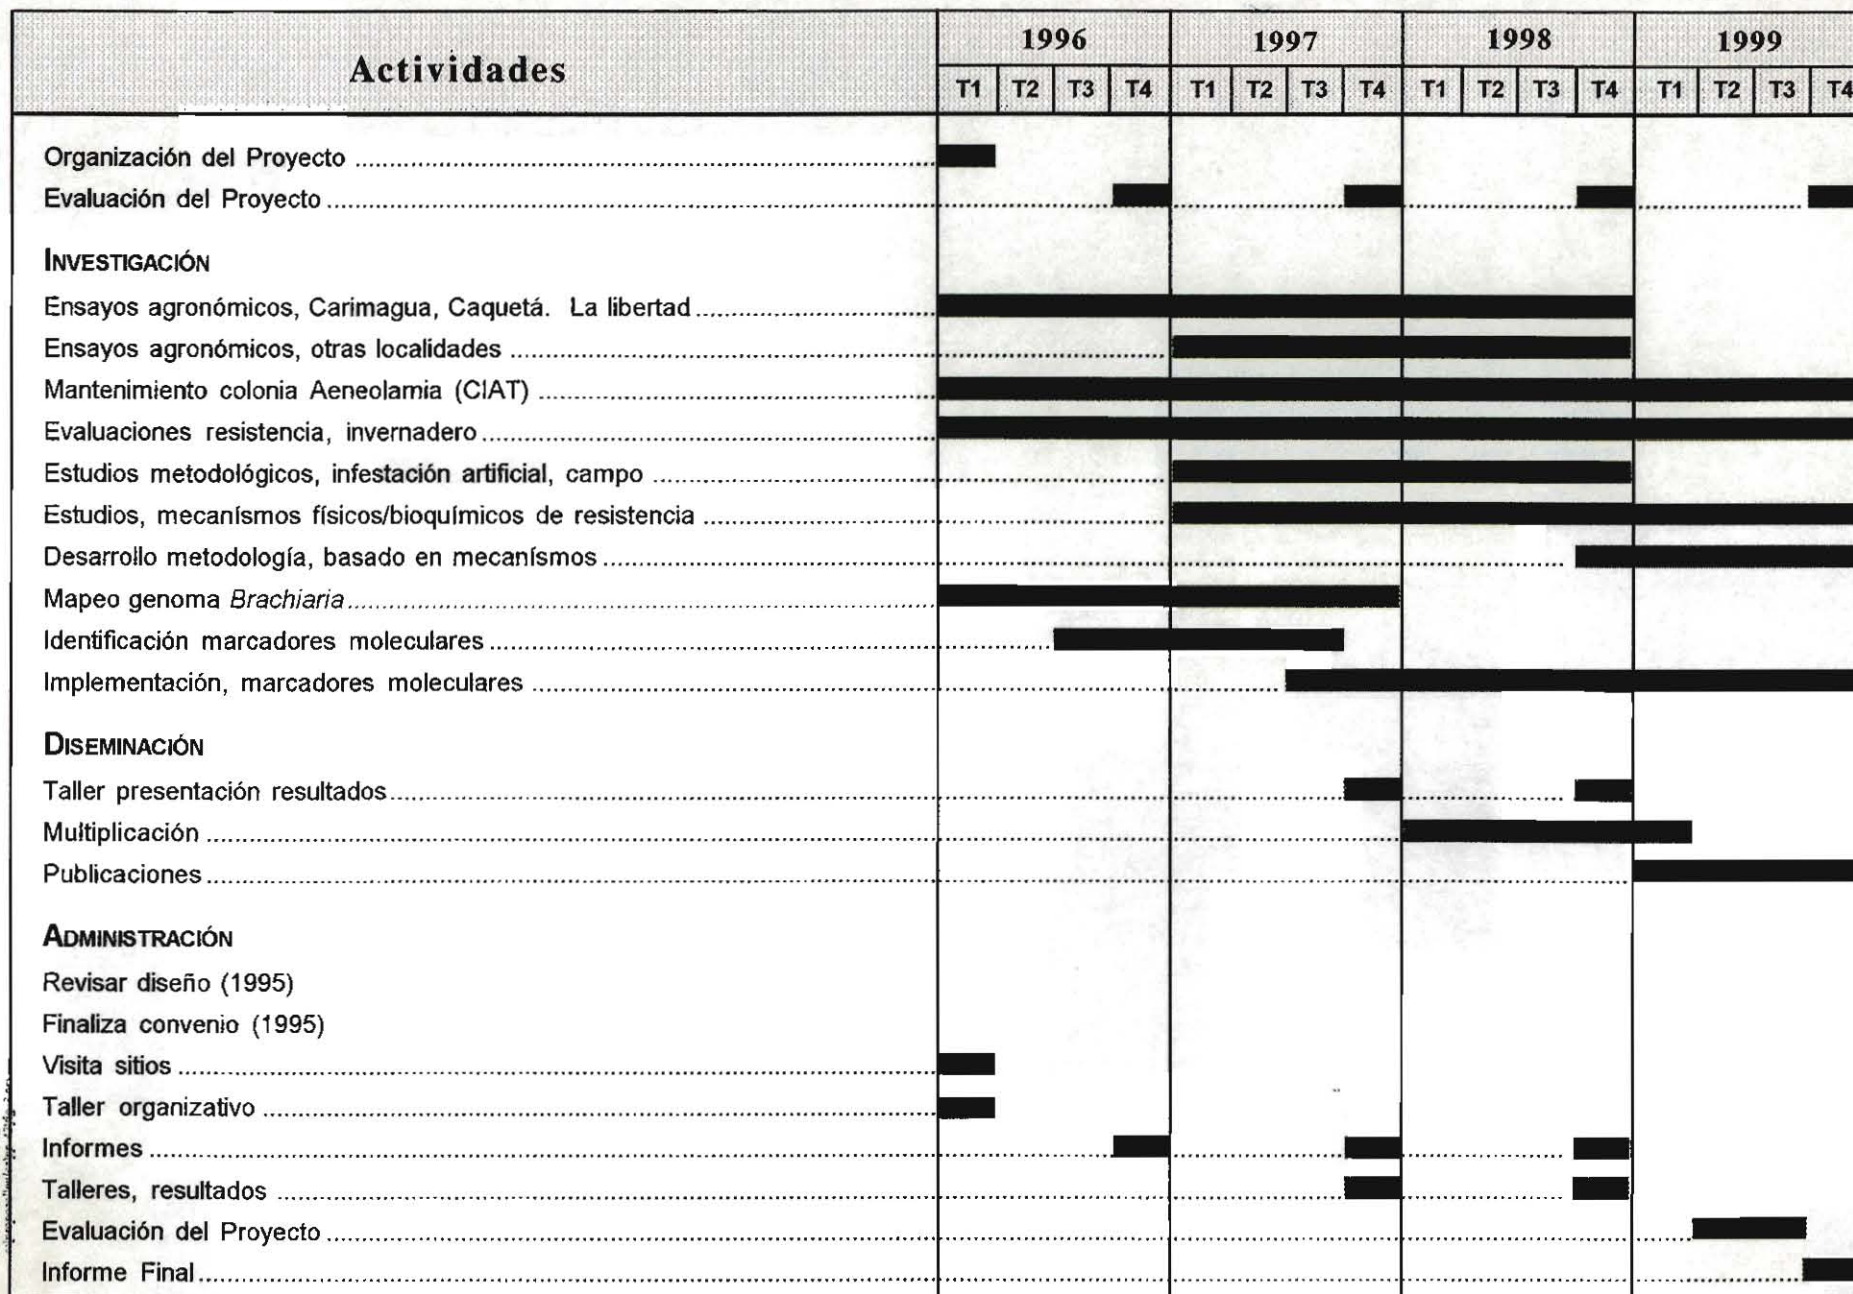 Actividades
1996 1997 1998 1999
T1 T2 T3 T4 T1 T2 T3 T4 T1 T2 T3 T4 T1 T2 T3 T4
Organización del Proyecto
Evaluación del Proyecto
INVESTIGACIÓN
Ensayos agronómicos, Carimagua, Caquetá. La libertad
Ensayos agronómicos, otras localidades
Mantenimiento colonia Aeneolamia (CIAT)
Evaluaciones resistencia, invernadero
Estudios metodológicos, infestación artificial, campo
Estudios, mecanísmos físicos/bioquímicos de resistencia
Desarrollo metodología, basado en mecanísmos
Mapeo genoma Brachiaria
Identificación marcadores moleculares
Implementación, marcadores moleculares
DISEMINACIÓN
Taller presentación resultados
Multiplicación
Publicaciones
ADMINISTRACIÓN
Revisar diseño (1995)
Finaliza convenio (1995)
Visita sitios
Taller organizativo
Informes
Talleres, resultados
Evaluación del Proyecto
Informe Final